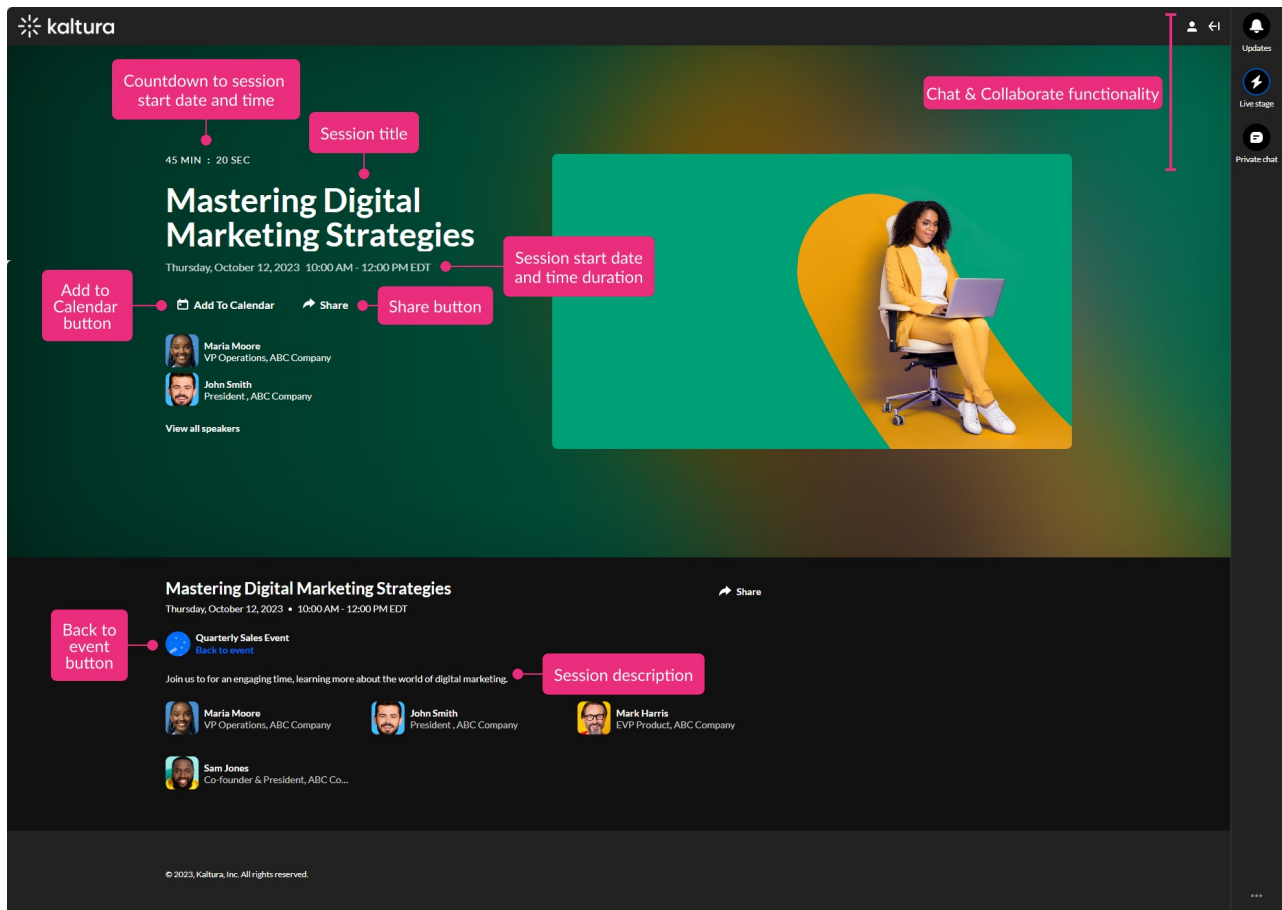 kaltura
Updates
Countdown to session
start date and time
Chat & Collaborate functionality
Live stage
Session title
Private chat
45 MIN : 20 SEC
Mastering Digital
Marketing Strategies
Thursday, October 12, 2023 10:00 AM - 12:00 PM EDT
Session start date
and time duration
Add to
Calendar
button
Add To Calendar
Share
Share button
Maria Moore
VP Operations, ABC Company
John Smith
President , ABC Company
View all speakers
Mastering Digital Marketing Strategies
Share
Thursday, October 12, 2023 • 10:00 AM - 12:00 PM EDT
Back to
event
button
Quarterly Sales Event
Back to event
Join us to for an engaging time, learning more about the world of digital marketing.
Session description
Maria Moore
VP Operations, ABC Company
John Smith
President , ABC Company
Mark Harris
EVP Product, ABC Company
Sam Jones
Co-founder & President, ABC Co...
© 2023, Kaltura, Inc. All rights reserved.